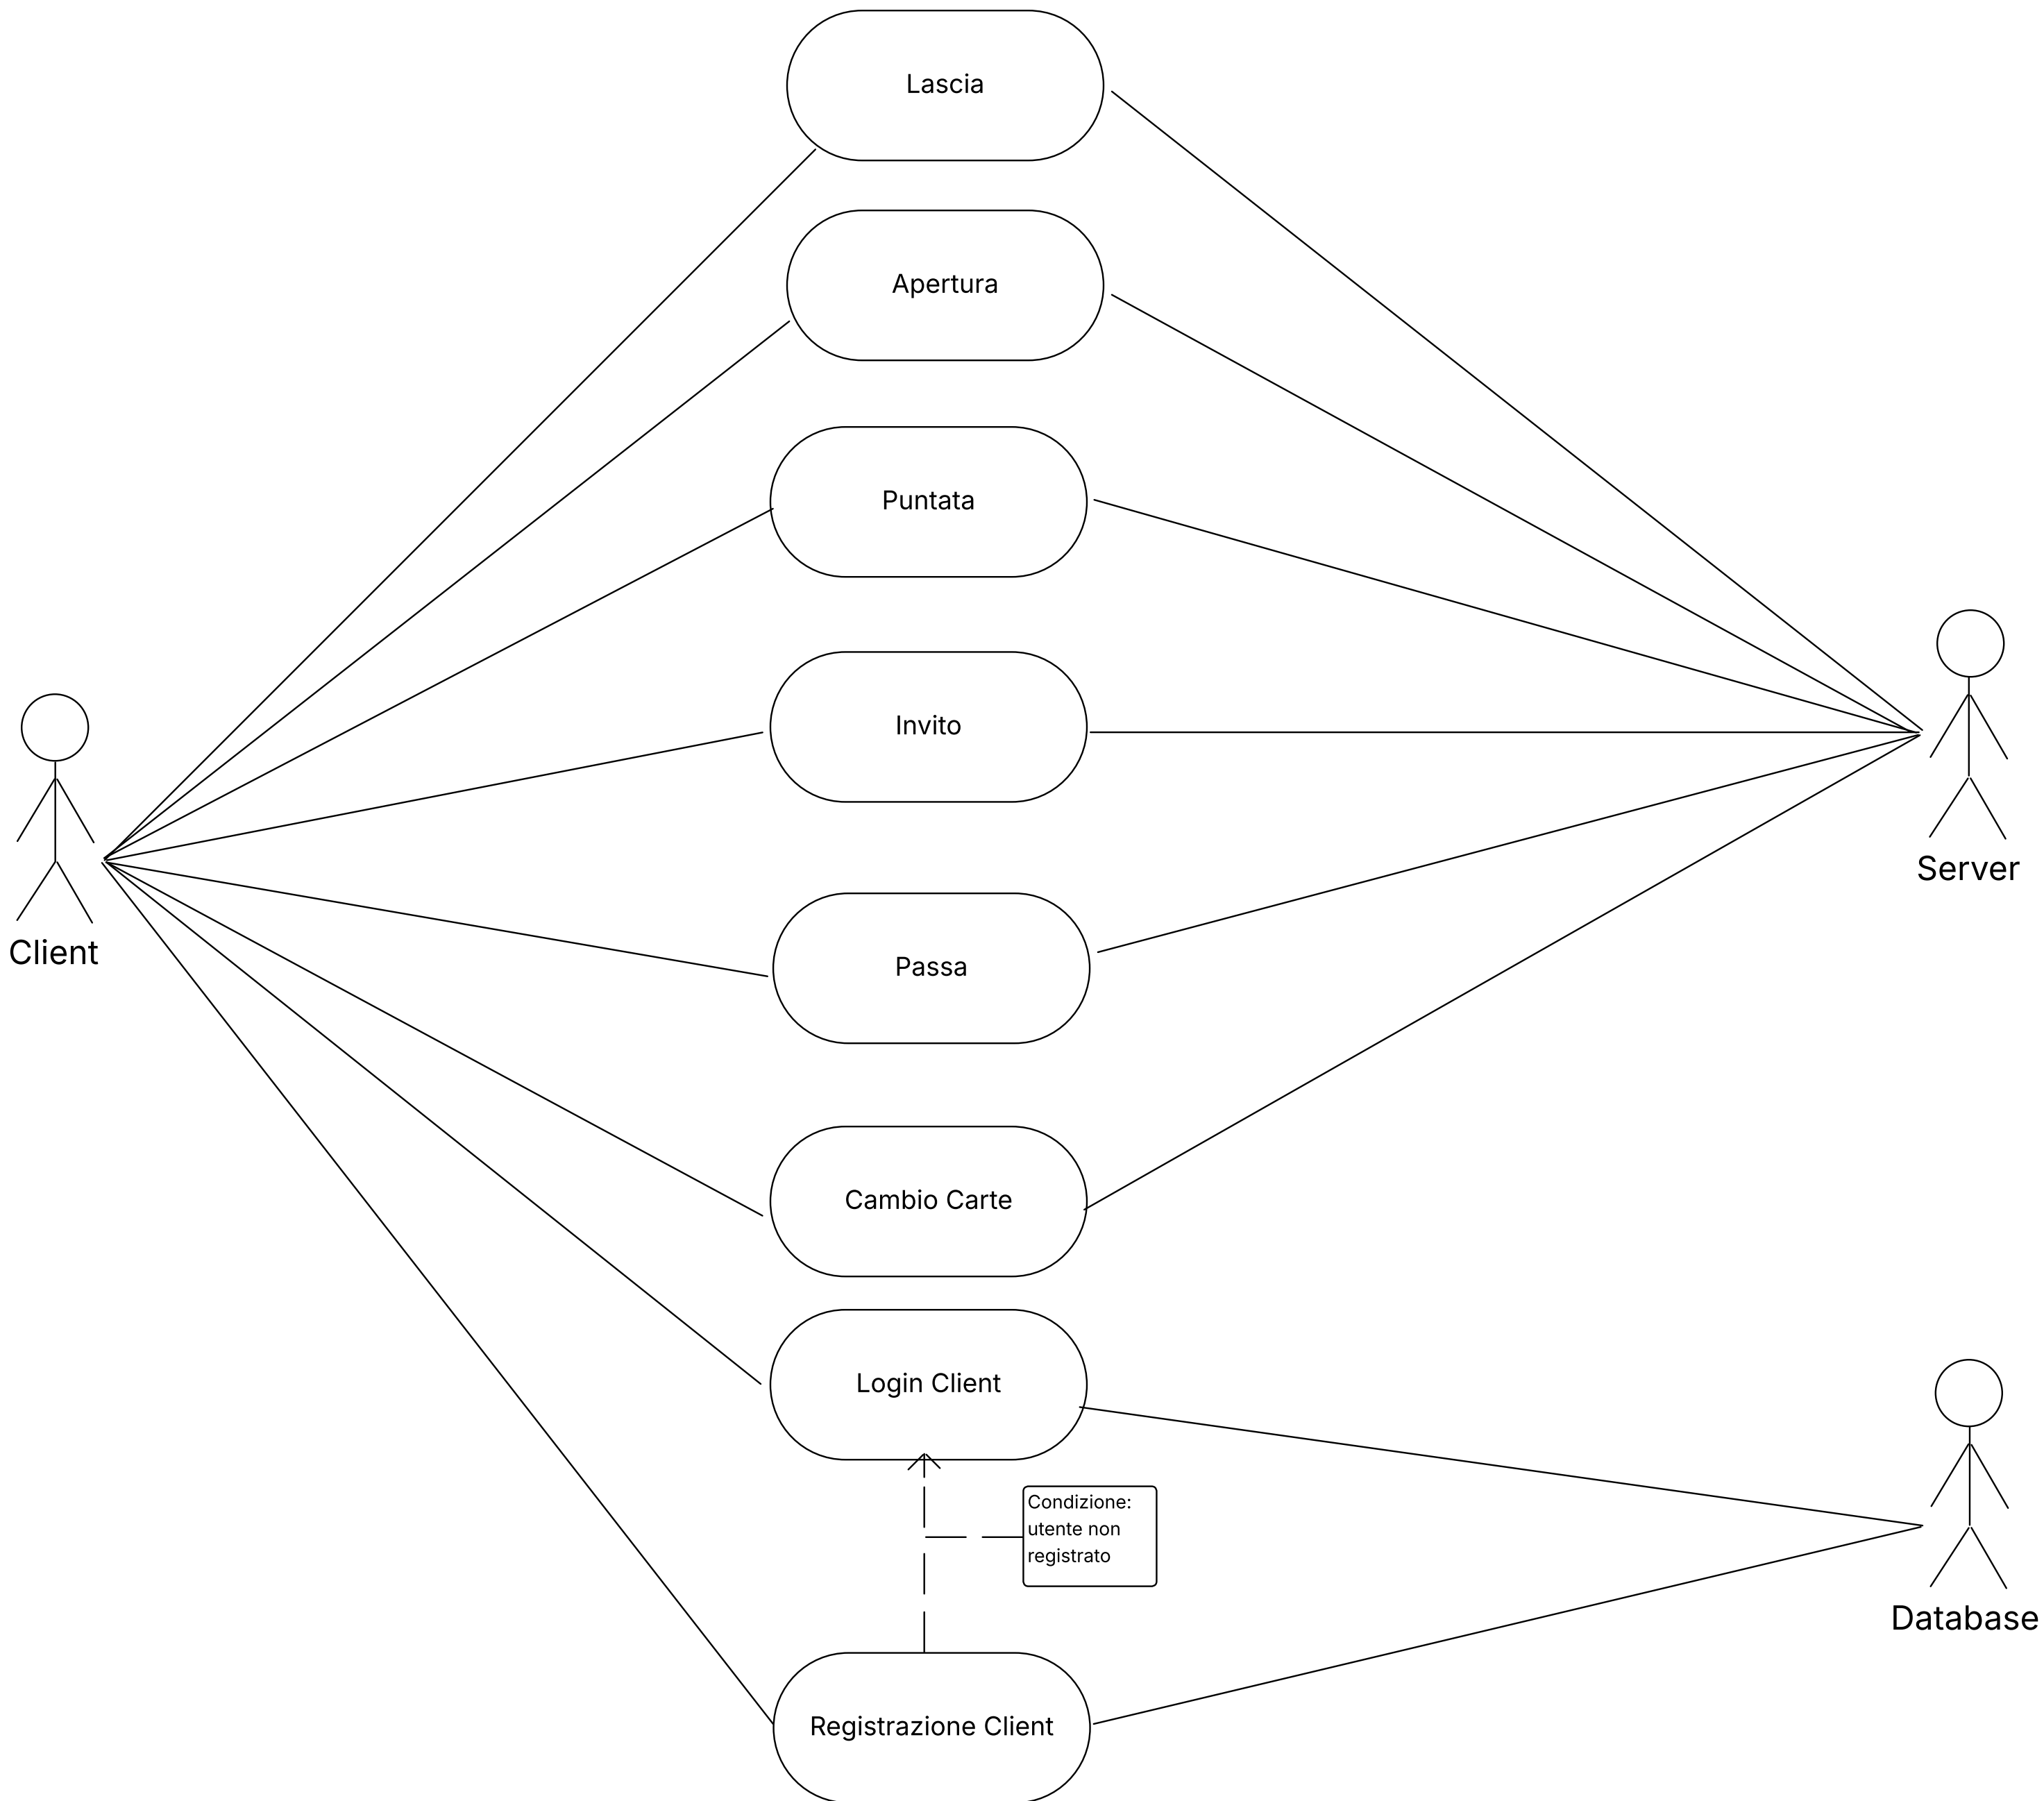 Lascia
Apertura
Puntata
Invito
Server
Client
Passa
Cambio Carte
Login Client
Condizione:
utente non
registrato
Database
Registrazione Client